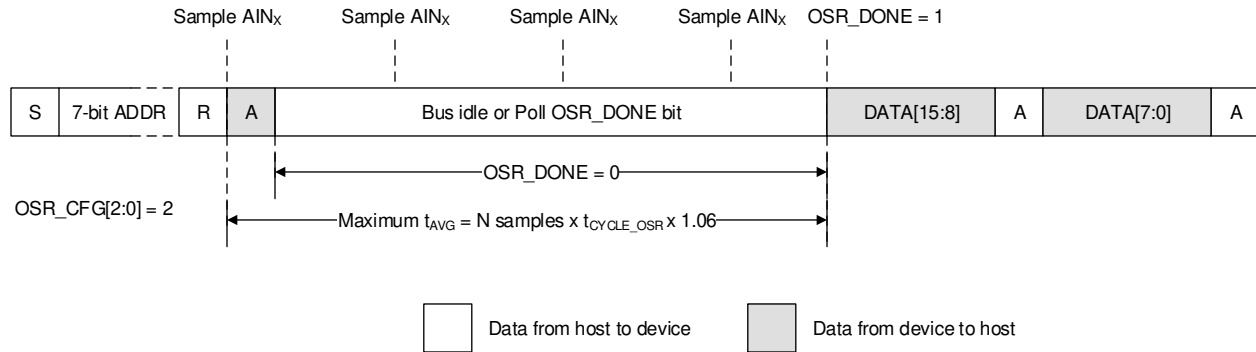 Sample AINX Sample AINX Sample AINX Sample AINX OSR_DONE = 1
S 7-bit ADDR R A Bus idle or Poll OSR_DONE bit DATA[15:8] A DATA[7:0] A
OSR_DONE = 0
OSR_CFG[2:0] = 2
Maximum tAVG = N samples x tCYCLE_OSR x 1.06
Data from host to device
Data from device to host